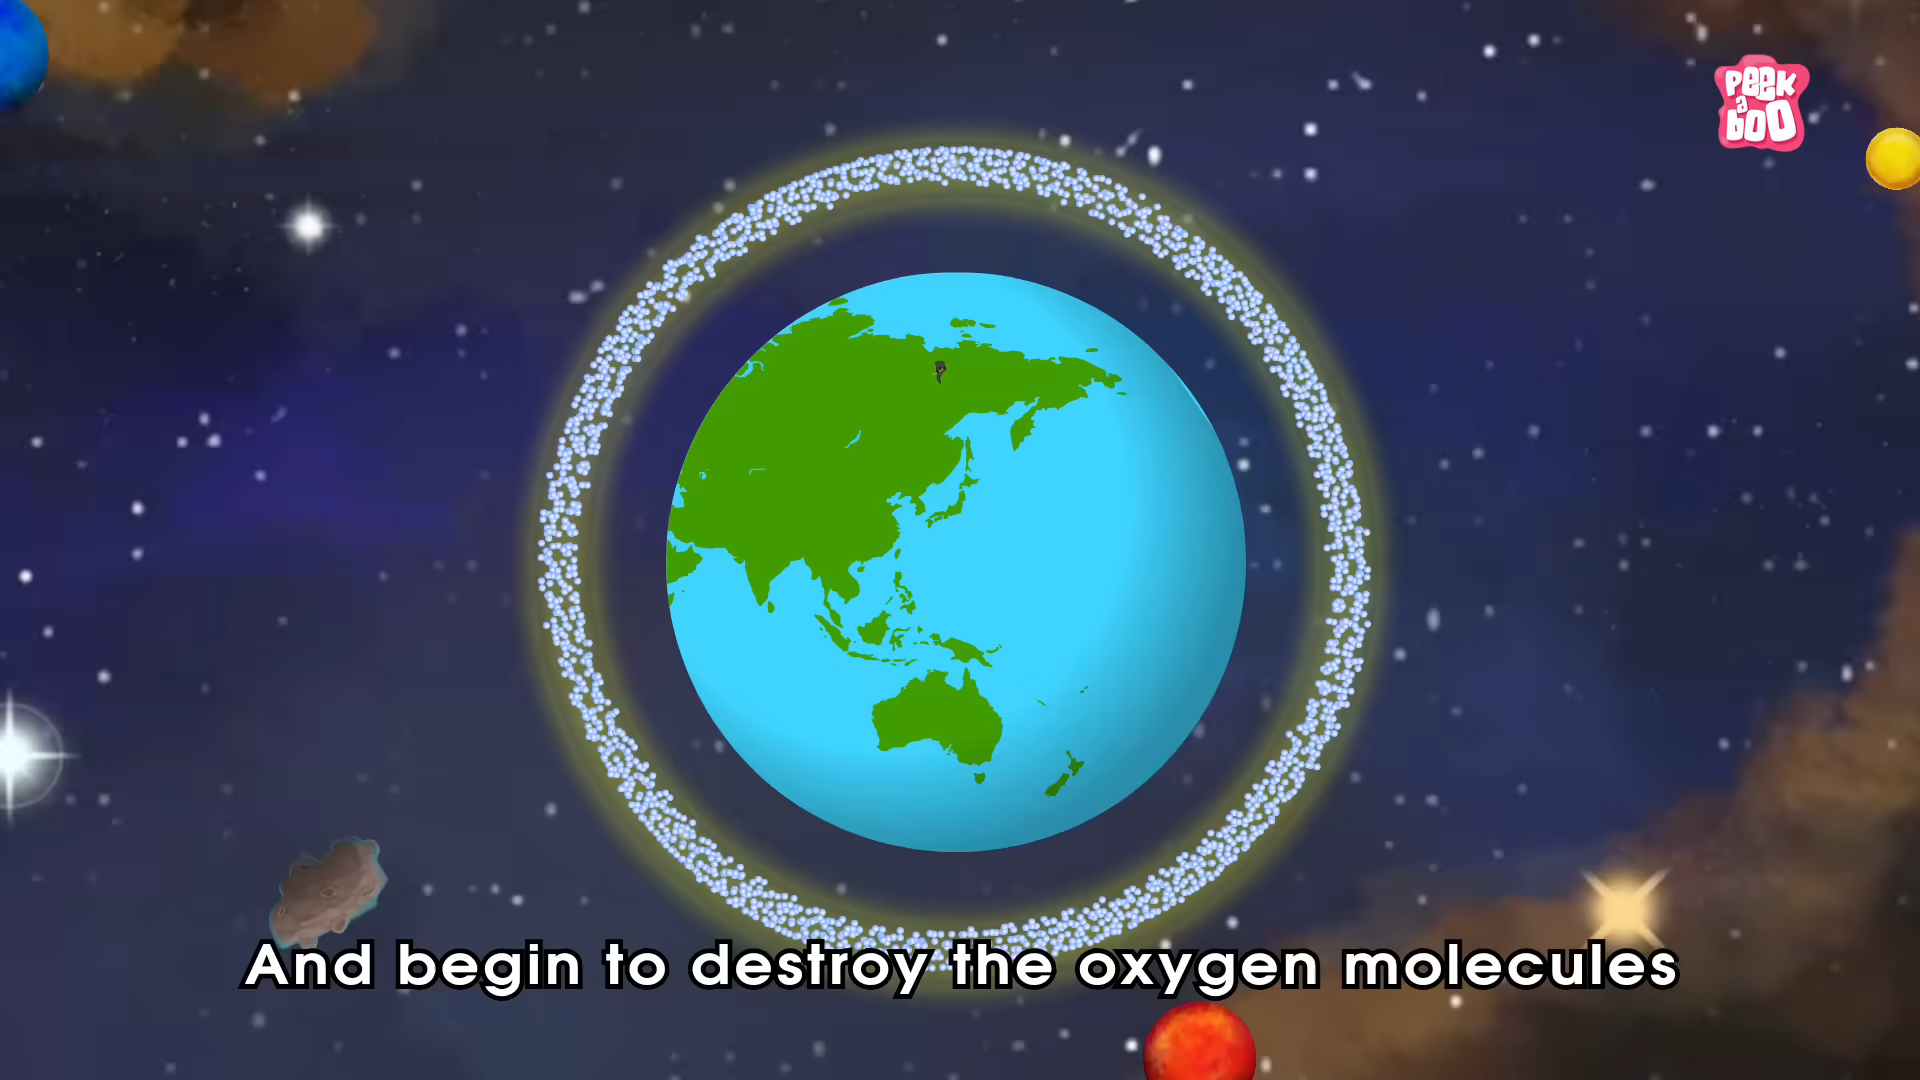 PEEK
a
BOO
And begin to destroy the oxygen molecules